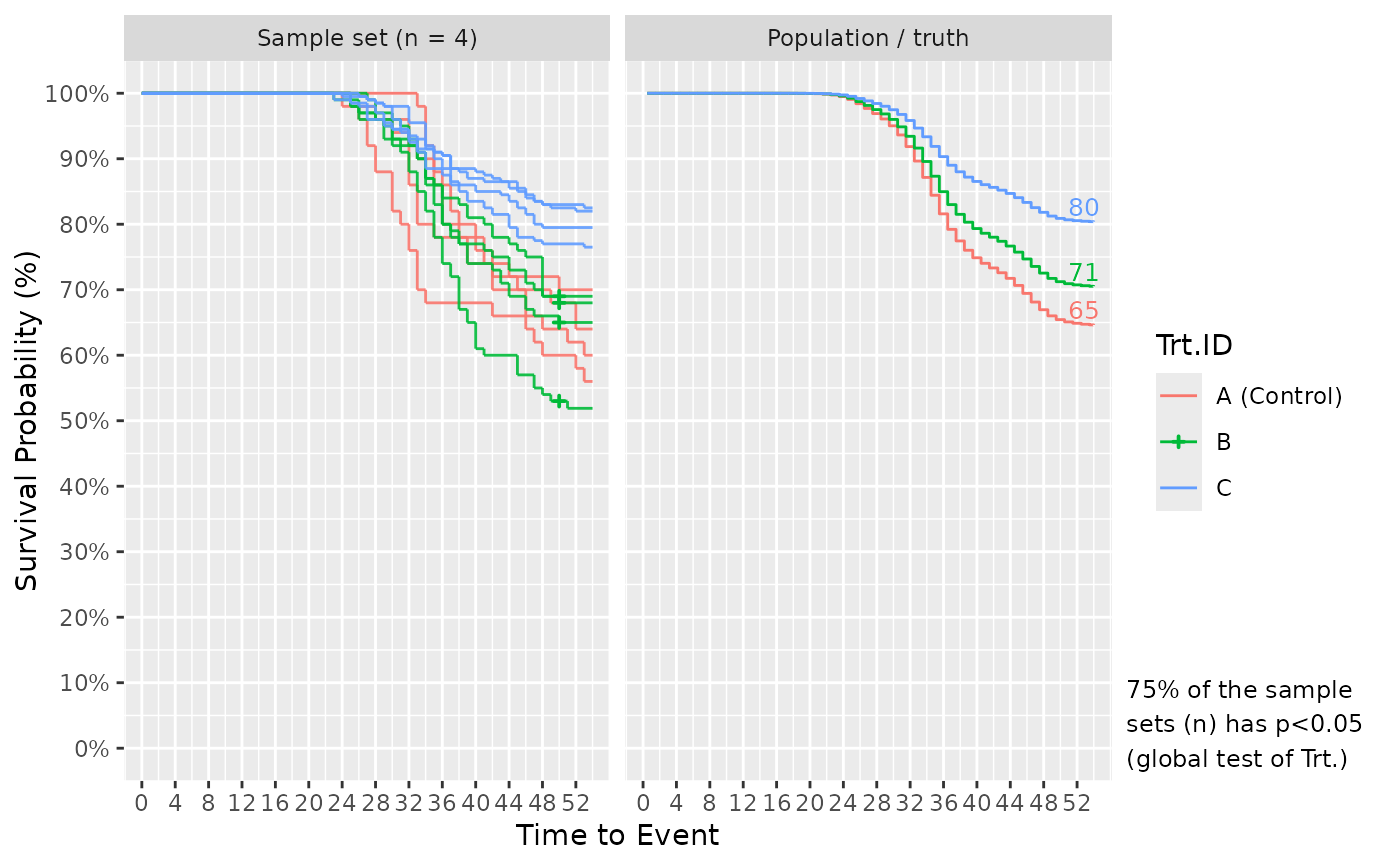 Sample set (n = 4)
Population / truth
Survival Probability (%)
100%
90%
80%
70%
60%
50%
40%
30%
20%
10%
0%
80
71
65
0 4 8 12 16 20 24 28 32 36 40 44 48 52
0 4 8 12 16 20 24 28 32 36 40 44 48 52
Time to Event
Trt.ID
A (Control)
B
C
75% of the sample
sets (n) has p<0.05
(global test of Trt.)